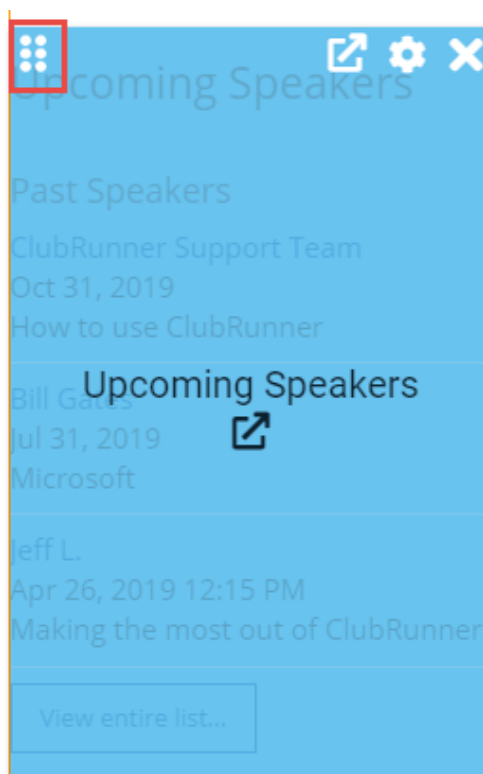 Upcoming Speakers
Past Speakers
ClubRunner Support Team
Oct 31, 2019
How to use ClubRunner
Upcoming Speakers
Bill Gates
Jul 31, 2019
Microsoft
Jeff L.
Apr 26, 2019 12:15 PM
Making the most out of ClubRunner
View entire list...